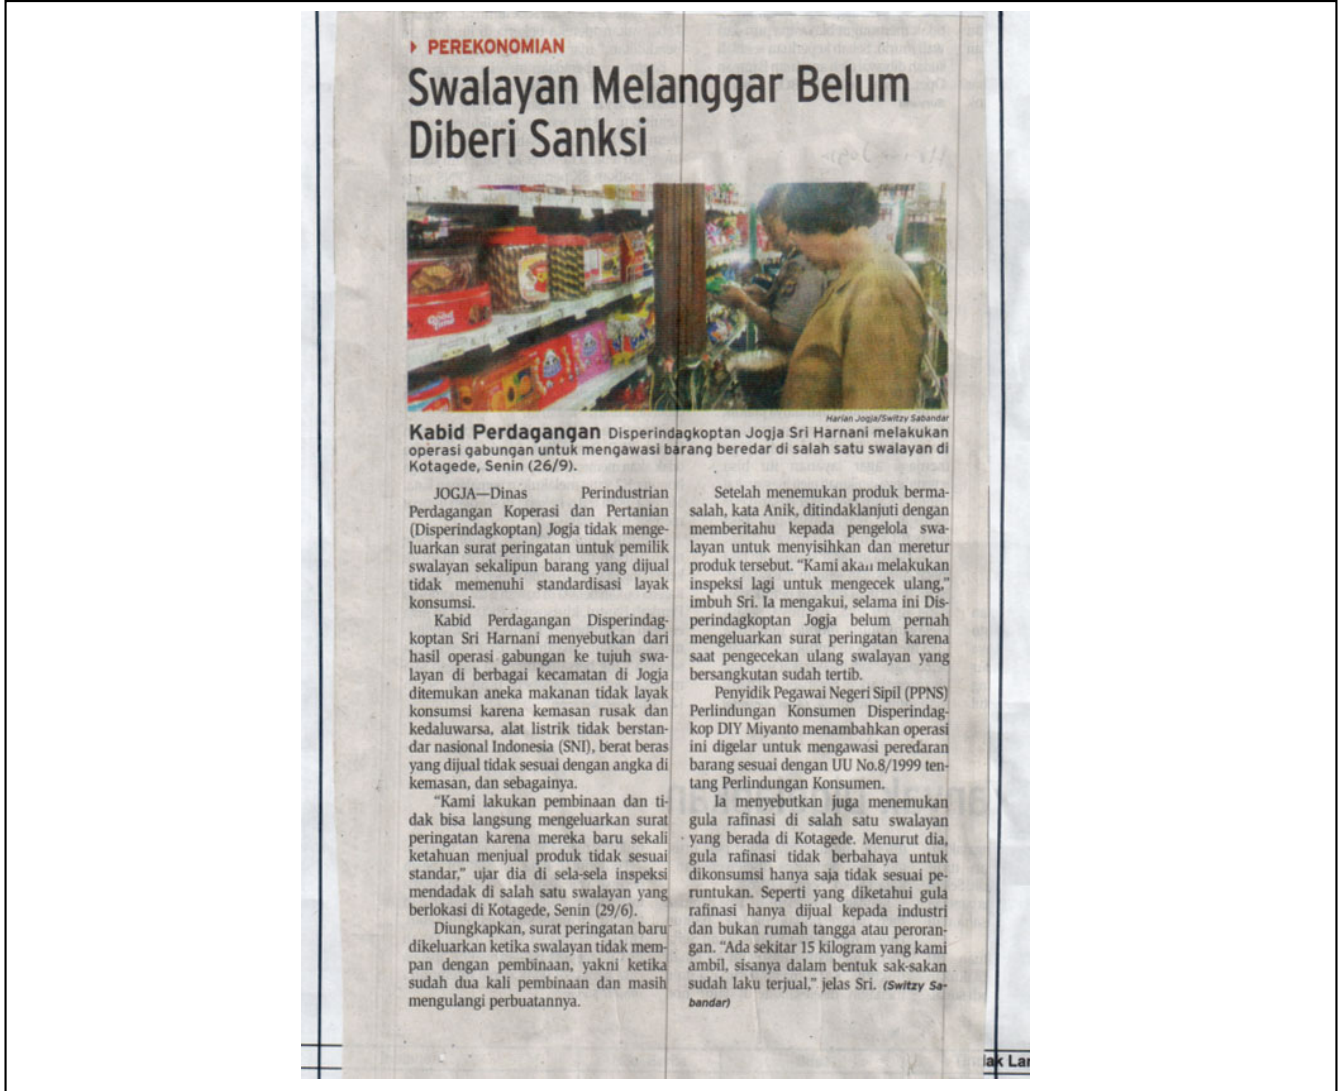 PEREKONOMIAN
Swalayan Melanggar Belum
Diberi Sanksi
Harian Jogja/Switzy Sabandar
Kabid Perdagangan Disperindagkoptan Jogja Sri Harnani melakukan
operasi gabungan untuk mengawasi barang beredar di salah satu swalayan di
Kotagede, Senin (26/9).
JOGJA—Dinas Perindustrian
Perdagangan Koperasi dan Pertanian
(Disperindagkoptan) Jogja tidak menge-
luarkan surat peringatan untuk pemilik
swalayan sekalipun barang yang dijual
tidak memenuhi standardisasi layak
konsumsi.
Kabid Perdagangan Disperindag-
koptan Sri Harnani menyebutkan dari
hasil operasi gabungan ke tujuh swa-
layan di berbagai kecamatan di Jogja
ditemukan aneka makanan tidak layak
konsumsi karena kemasan rusak dan
kedaluwarsa, alat listrik tidak berstan-
dar nasional Indonesia (SNI), berat beras
yang dijual tidak sesuai dengan angka di
kemasan, dan sebagainya.
“Kami lakukan pembinaan dan ti-
dak bisa langsung mengeluarkan surat
peringatan karena mereka baru sekali
ketahuan menjual produk tidak sesuai
standar,” ujar dia di sela-sela inspeksi
mendadak di salah satu swalayan yang
berlokasi di Kotagede, Senin (29/6).
Diungkapkan, surat peringatan baru
dikeluarkan ketika swalayan tidak mem-
pan dengan pembinaan, yakni ketika
sudah dua kali pembinaan dan masih
mengulangi perbuatannya.
Setelah menemukan produk berma-
salah, kata Anik, ditindaklanjuti dengan
memberitahu kepada pengelola swa-
layan untuk menyisihkan dan meretur
produk tersebut. “Kami akan melakukan
inspeksi lagi untuk mengecek ulang,”
imbuh Sri. Ia mengakui, selama ini Dis-
perindagkoptan Jogja belum pernah
mengeluarkan surat peringatan karena
saat pengecekan ulang swalayan yang
bersangkutan sudah tertib.
Penyidik Pegawai Negeri Sipil (PPNS)
Perlindungan Konsumen Disperindag-
kop DIY Miyanto menambahkan operasi
ini digelar untuk mengawasi peredaran
barang sesuai dengan UU No.8/1999 ten-
tang Perlindungan Konsumen.
Ia menyebutkan juga menemukan
gula rafinasi di salah satu swalayan
yang berada di Kotagede. Menurut dia,
gula rafinasi tidak berbahaya untuk
dikonsumsi hanya saja tidak sesuai pe-
runtukan. Seperti yang diketahui gula
rafinasi hanya dijual kepada industri
dan bukan rumah tangga atau peroran-
gan. “Ada sekitar 15 kilogram yang kami
ambil, sisanya dalam bentuk sak-sakan
sudah laku terjual,” jelas Sri. (Switzy Sa-
bandar)